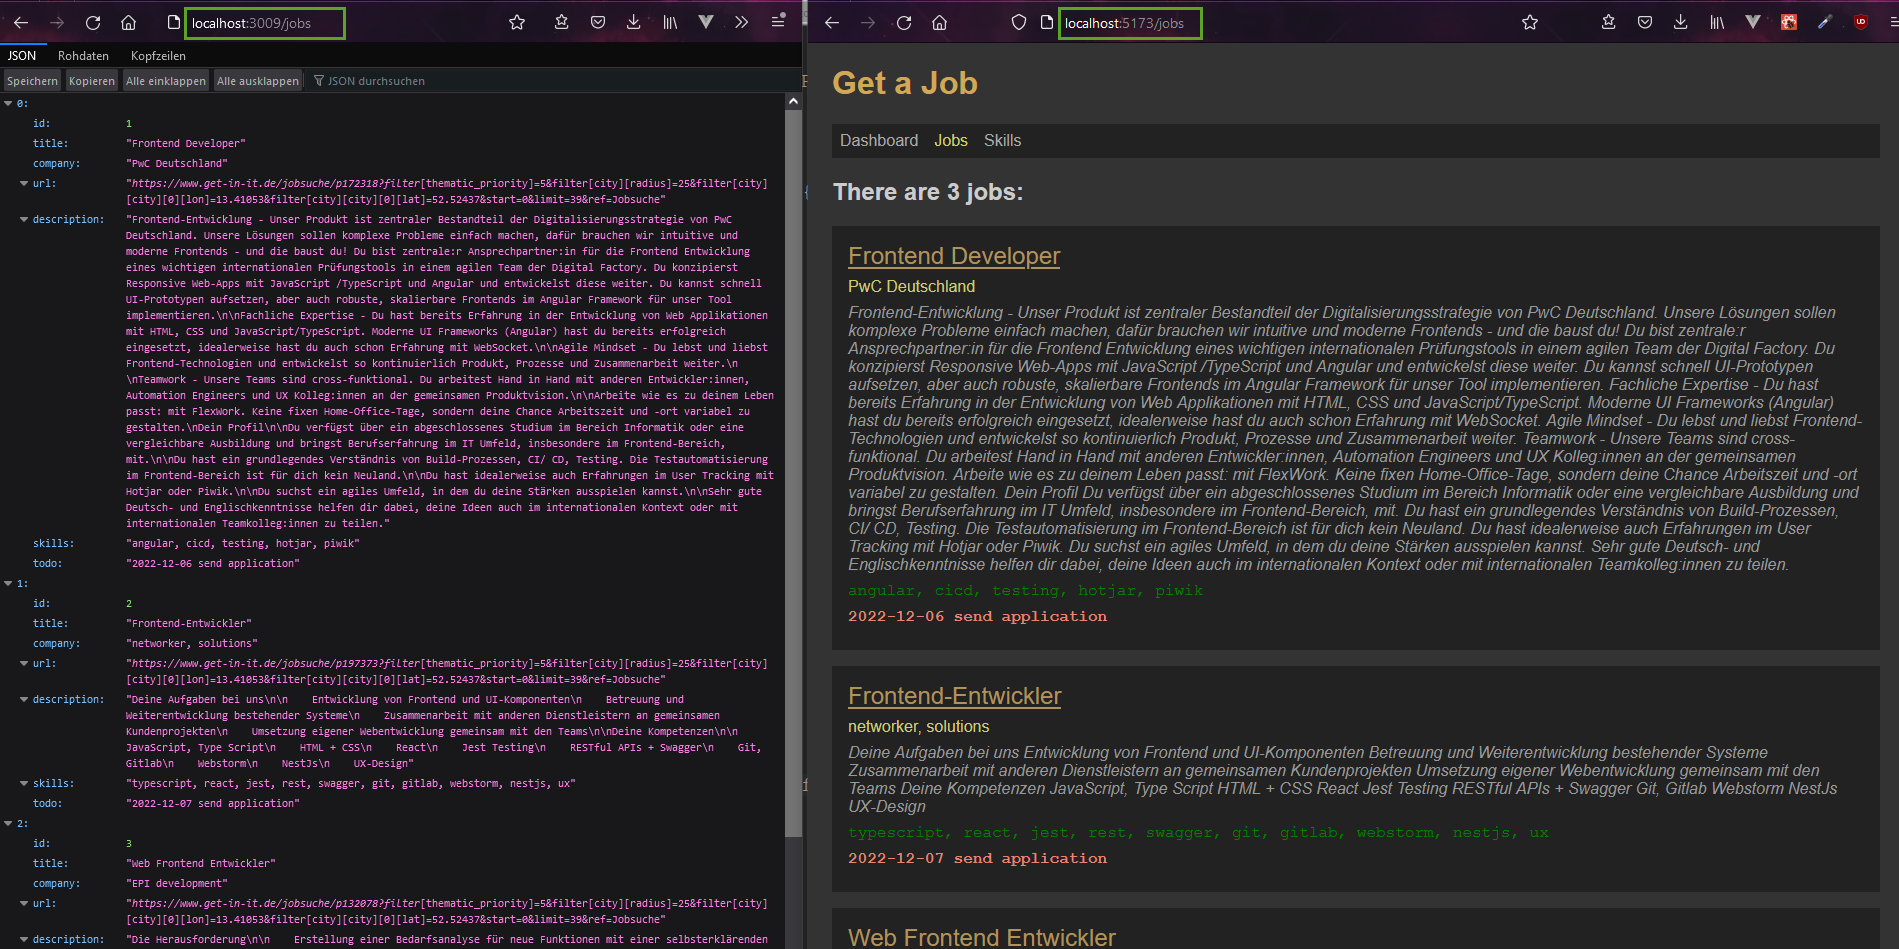 localhost:3009/jobs
JSON
Rohdaten
Kopfzeilen
Speichern
Kopieren
Alle einklappen
Alle ausklappen
JSON durchsuchen
0:
id: 1
title: "Frontend Developer"
company: "PwC Deutschland"
url: "https://www.get-in-it.de/jobsuche/p172318?filter[thematic_priority]=5&filter[city][radius]=25&filter[city]
[city][0][lon]=13.41053&filter[city][city][0][lat]=52.52437&start=0&limit=39&ref=Jobsuche"
description: "Frontend-Entwicklung - Unser Produkt ist zentraler Bestandteil der Digitalisierungsstrategie von PwC
Deutschland. Unsere Lösungen sollen komplexe Probleme einfach machen, dafür brauchen wir intuitive und
moderne Frontends - und die baust du! Du bist zentrale:r Ansprechpartner:in für die Frontend Entwicklung
eines wichtigen internationalen Prüfungstools in einem agilen Team der Digital Factory. Du konzipierst
Responsive Web-Apps mit JavaScript /TypeScript und Angular und entwickelst diese weiter. Du kannst schnell
UI-Prototypen aufsetzen, aber auch robuste, skalierbare Frontends im Angular Framework für unser Tool
implementieren.\n\nFachliche Expertise - Du hast bereits Erfahrung in der Entwicklung von Web Applikationen
mit HTML, CSS und JavaScript/TypeScript. Moderne UI Frameworks (Angular) hast du bereits erfolgreich
eingesetzt, idealerweise hast du auch schon Erfahrung mit WebSocket.\n\nAgile Mindset - Du lebst und liebst
Frontend-Technologien und entwickelst so kontinuierlich Produkt, Prozesse und Zusammenarbeit weiter.\n
\nTeamwork - Unsere Teams sind cross-funktional. Du arbeitest Hand in Hand mit anderen Entwickler:innen,
Automation Engineers und UX Kolleg:innen an der gemeinsamen Produktvision.\n\nArbeite wie es zu deinem Leben
passt: mit FlexWork. Keine fixen Home-Office-Tage, sondern deine Chance Arbeitszeit und -ort variabel zu
gestalten.\nDein Profil\n\nDu verfügst über ein abgeschlossenes Studium im Bereich Informatik oder eine
vergleichbare Ausbildung und bringst Berufserfahrung im IT Umfeld, insbesondere im Frontend-Bereich,
mit.\n\nDu hast ein grundlegendes Verständnis von Build-Prozessen, CI/ CD, Testing. Die Testautomatisierung
im Frontend-Bereich ist für dich kein Neuland.\n\nDu hast idealerweise auch Erfahrungen im User Tracking mit
Hotjar oder Piwik.\n\nDu suchst ein agiles Umfeld, in dem du deine Stärken ausspielen kannst.\n\nSehr gute
Deutsch- und Englischkenntnisse helfen dir dabei, deine Ideen auch im internationalen Kontext oder mit
internationalen Teamkolleg:innen zu teilen."
skills: "angular, cicd, testing, hotjar, piwik"
todo: "2022-12-06 send application"
1:
id: 2
title: "Frontend-Entwickler"
company: "networker, solutions"
url: "https://www.get-in-it.de/jobsuche/p197373?filter[thematic_priority]=5&filter[city][radius]=25&filter[city]
[city][0][lon]=13.41053&filter[city][city][0][lat]=52.52437&start=0&limit=39&ref=Jobsuche"
description: "Deine Aufgaben bei uns\n\n    Entwicklung von Frontend und UI-Komponenten\n    Betreuung und
Weiterentwicklung bestehender Systeme\n    Zusammenarbeit mit anderen Dienstleistern an gemeinsamen
Kundenprojekten\n    Umsetzung eigener Webentwicklung gemeinsam mit den Teams\n\nDeine Kompetenzen\n\n
JavaScript, Type Script\n    HTML + CSS\n    React\n    Jest Testing\n    RESTful APIs + Swagger\n    Git,
Gitlab\n    Webstorm\n    NestJs\n    UX-Design"
skills: "typescript, react, jest, rest, swagger, git, gitlab, webstorm, nestjs, ux"
todo: "2022-12-07 send application"
2:
id: 3
title: "Web Frontend Entwickler"
company: "EPI development"
url: "https://www.get-in-it.de/jobsuche/p132078?filter[thematic_priority]=5&filter[city][radius]=25&filter[city]
[city][0][lon]=13.41053&filter[city][city][0][lat]=52.52437&start=0&limit=39&ref=Jobsuche"
description: "Die Herausforderung\n\n    Erstellung einer Bedarfsanalyse für neue Funktionen mit einer selbsterklärenden
localhost:5173/jobs
Get a Job
Dashboard
Jobs
Skills
There are 3 jobs:
Frontend Developer
PwC Deutschland
Frontend-Entwicklung - Unser Produkt ist zentraler Bestandteil der Digitalisierungsstrategie von PwC Deutschland. Unsere Lösungen sollen
komplexe Probleme einfach machen, dafür brauchen wir intuitive und moderne Frontends - und die baust du! Du bist zentrale:r
Ansprechpartner:in für die Frontend Entwicklung eines wichtigen internationalen Prüfungstools in einem agilen Team der Digital Factory. Du
konzipierst Responsive Web-Apps mit JavaScript /TypeScript und Angular und entwickelst diese weiter. Du kannst schnell UI-Prototypen
aufsetzen, aber auch robuste, skalierbare Frontends im Angular Framework für unser Tool implementieren. Fachliche Expertise - Du hast
bereits Erfahrung in der Entwicklung von Web Applikationen mit HTML, CSS und JavaScript/TypeScript. Moderne UI Frameworks (Angular)
hast du bereits erfolgreich eingesetzt, idealerweise hast du auch schon Erfahrung mit WebSocket. Agile Mindset - Du lebst und liebst Frontend-
Technologien und entwickelst so kontinuierlich Produkt, Prozesse und Zusammenarbeit weiter. Teamwork - Unsere Teams sind cross-
funktional. Du arbeitest Hand in Hand mit anderen Entwickler:innen, Automation Engineers und UX Kolleg:innen an der gemeinsamen
Produktvision. Arbeite wie es zu deinem Leben passt: mit FlexWork. Keine fixen Home-Office-Tage, sondern deine Chance Arbeitszeit und -ort
variabel zu gestalten. Dein Profil Du verfügst über ein abgeschlossenes Studium im Bereich Informatik oder eine vergleichbare Ausbildung und
bringst Berufserfahrung im IT Umfeld, insbesondere im Frontend-Bereich, mit. Du hast ein grundlegendes Verständnis von Build-Prozessen,
CI/ CD, Testing. Die Testautomatisierung im Frontend-Bereich ist für dich kein Neuland. Du hast idealerweise auch Erfahrungen im User
Tracking mit Hotjar oder Piwik. Du suchst ein agiles Umfeld, in dem du deine Stärken ausspielen kannst. Sehr gute Deutsch- und
Englischkenntnisse helfen dir dabei, deine Ideen auch im internationalen Kontext oder mit internationalen Teamkolleg:innen zu teilen.
angular, cicd, testing, hotjar, piwik
2022-12-06 send application
Frontend-Entwickler
networker, solutions
Deine Aufgaben bei uns Entwicklung von Frontend und UI-Komponenten Betreuung und Weiterentwicklung bestehender Systeme
Zusammenarbeit mit anderen Dienstleistern an gemeinsamen Kundenprojekten Umsetzung eigener Webentwicklung gemeinsam mit den
Teams Deine Kompetenzen JavaScript, Type Script HTML + CSS React Jest Testing RESTful APIs + Swagger Git, Gitlab Webstorm NestJs
UX-Design
typescript, react, jest, rest, swagger, git, gitlab, webstorm, nestjs, ux
2022-12-07 send application
Web Frontend Entwickler